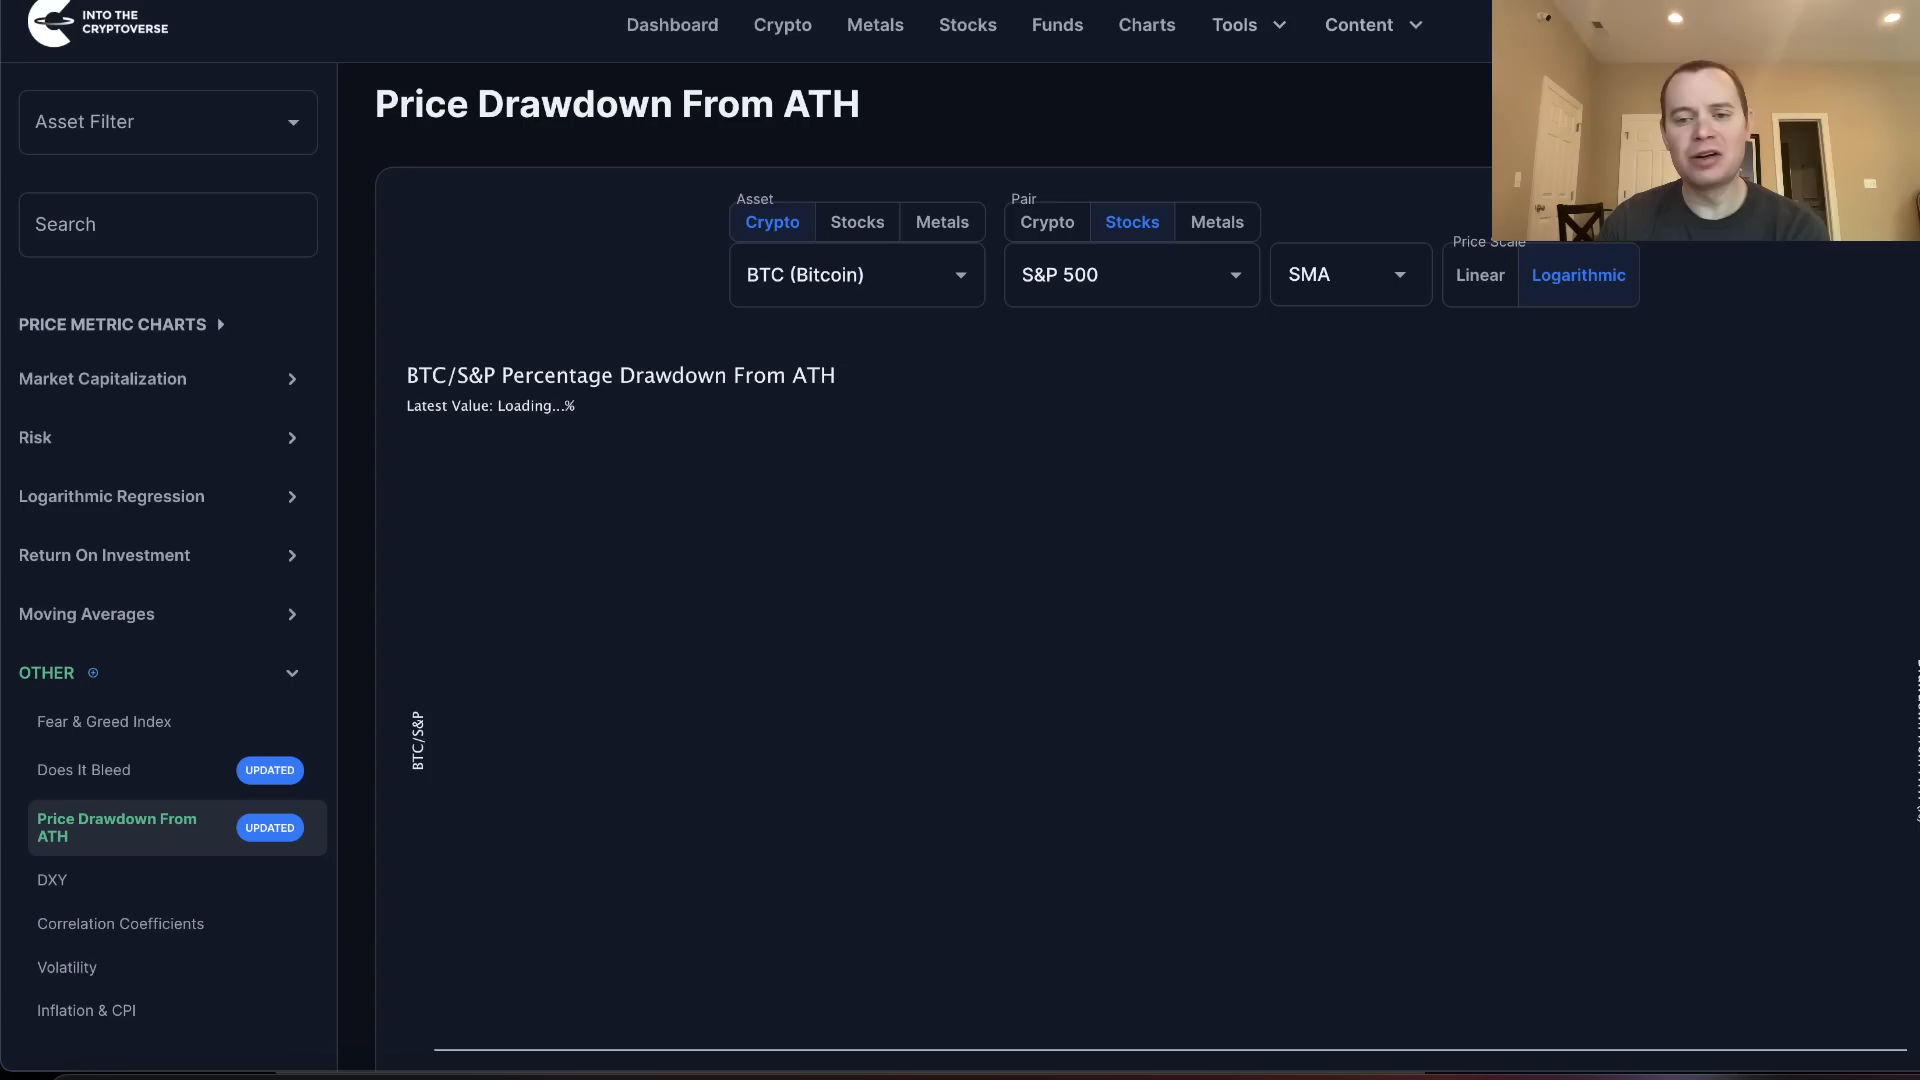 INTO THE
CRYPTOVERSE
Dashboard
Crypto
Metals
Stocks
Funds
Charts
Tools
Content
Asset Filter
Search
PRICE METRIC CHARTS
Market Capitalization
Risk
Logarithmic Regression
Return On Investment
Moving Averages
OTHER
Fear & Greed Index
Does It Bleed
UPDATED
Price Drawdown From
ATH
UPDATED
DXY
Correlation Coefficients
Volatility
Inflation & CPI
Price Drawdown From ATH
Asset
Crypto
Stocks
Metals
BTC (Bitcoin)
Pair
Crypto
Stocks
Metals
S&P 500
SMA
Price Scale
Linear
Logarithmic
BTC/S&P Percentage Drawdown From ATH
Latest Value: Loading...%
BTC/S&P